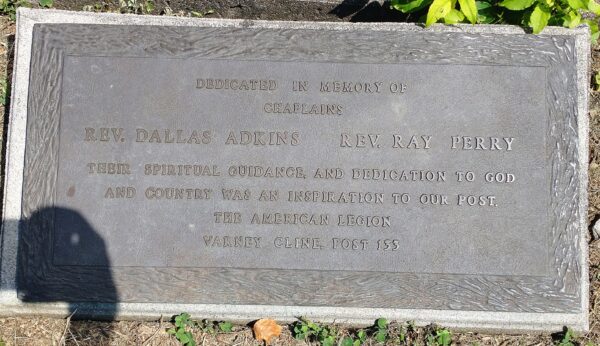 DEDICATED IN MEMORY OF
CHAPLAINS
REV. DALLAS ADKINS REV. RAY PERRY
THEIR SPIRITUAL GUIDANCE, AND DEDICATION TO GOD
AND COUNTRY WAS AN INSPIRATION TO OUR POST.
THE AMERICAN LEGION
VARNEY CLINE, POST 155